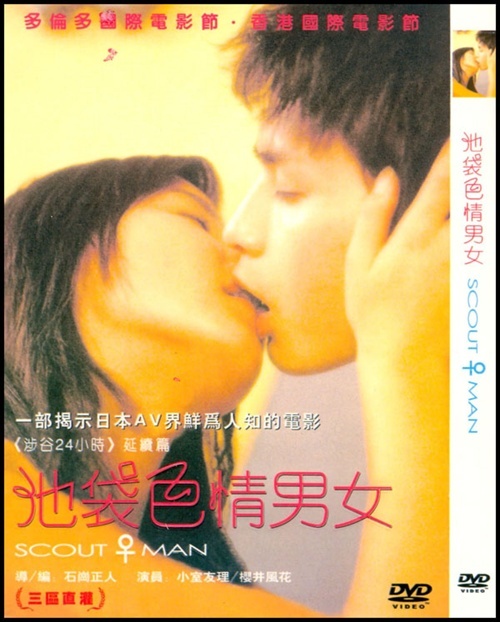 多倫多國際電影節·香港國際電影節
一部揭示日本AV界鮮爲人知的電影
《涉谷24小時》延續篇
池袋色情男女
SCOUT♀MAN
導/編：石崗正人 演員：小室友理/櫻井風花
三區直灌
DVD
VIDEO
池袋色情男女
SCOUT♀MAN
DVD
VIDEO